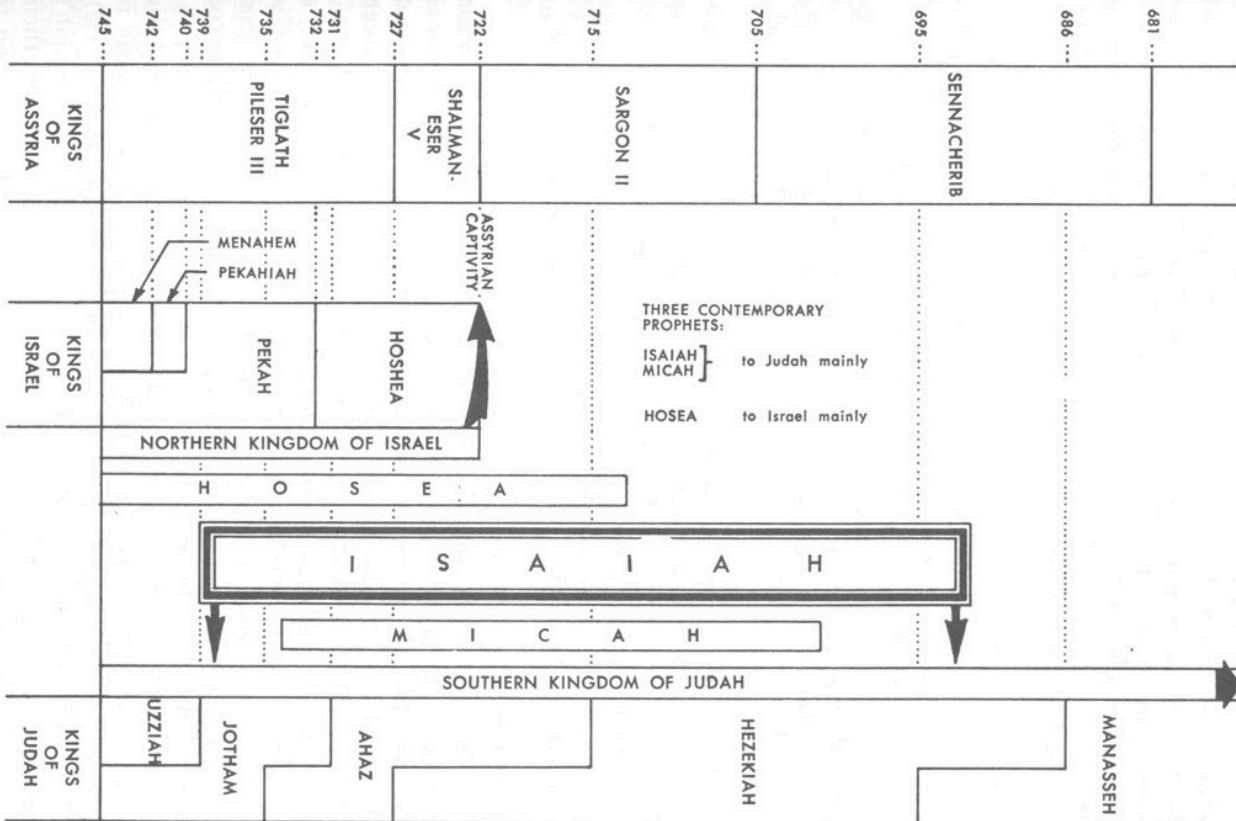 745
742
740
739
735
732
731
727
722
715
705
695
686
681
KINGS
OF
ASSYRIA
TIGLATH
PILESER III
SHALMAN-
ESER
V
SARGON II
SENNACHERIB
ASSYRIAN
CAPTIVITY
MENAHEM
PEKAHIAH
KINGS
OF
ISRAEL
PEKAH
HOSHEA
THREE CONTEMPORARY
PROPHETS:
ISAIAH
MICAH
to Judah mainly
HOSEA to Israel mainly
NORTHERN KINGDOM OF ISRAEL
HOSEA
ISAIAH
MICAH
SOUTHERN KINGDOM OF JUDAH
KINGS
OF
JUDAH
UZZIAH
JOTHAM
AHAZ
HEZEKIAH
MANASSEH